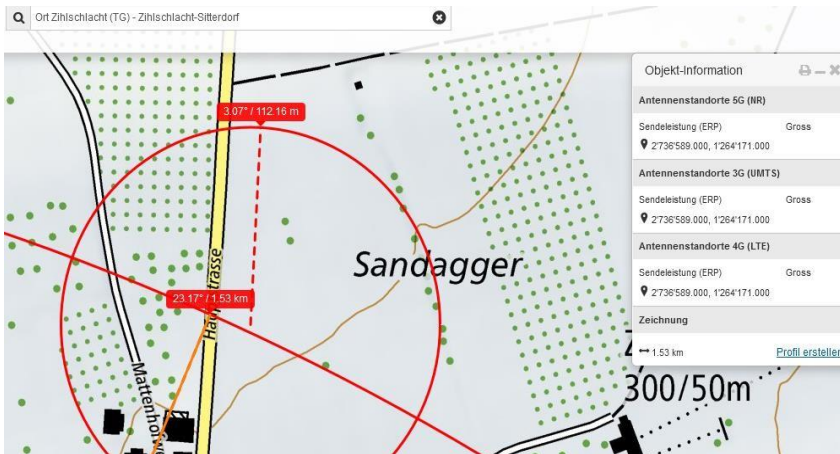 Ort Zihlschlacht (TG) - Zihlschlacht-Sitterdorf
Objekt-Information
Antennenstandorte 5G (NR)
Sendeleistung (ERP) Gross
2'736'589.000, 1'264'171.000
Antennenstandorte 3G (UMTS)
Sendeleistung (ERP) Gross
2'736'589.000, 1'264'171.000
Antennenstandorte 4G (LTE)
Sendeleistung (ERP) Gross
2'736'589.000, 1'264'171.000
Zeichnung
1.53 km Profil erstellen
3.07° / 112.16 m
Sandagger
23.17° / 1.53 km
300/50m